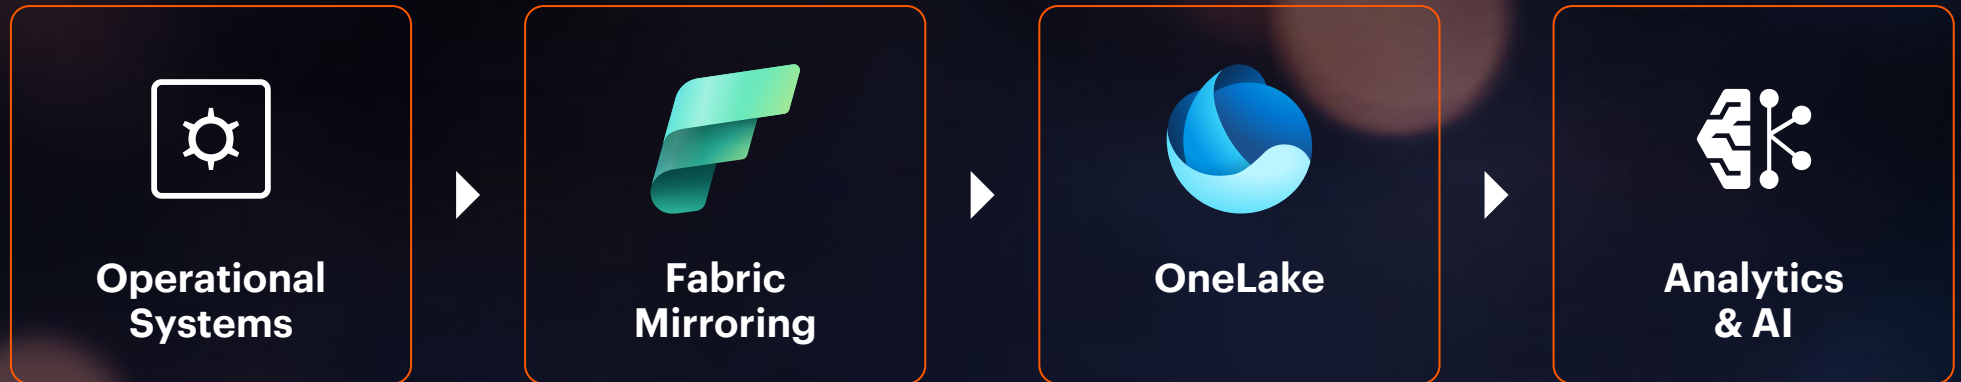 Operational
Systems
Fabric
Mirroring
OneLake
Analytics
& AI